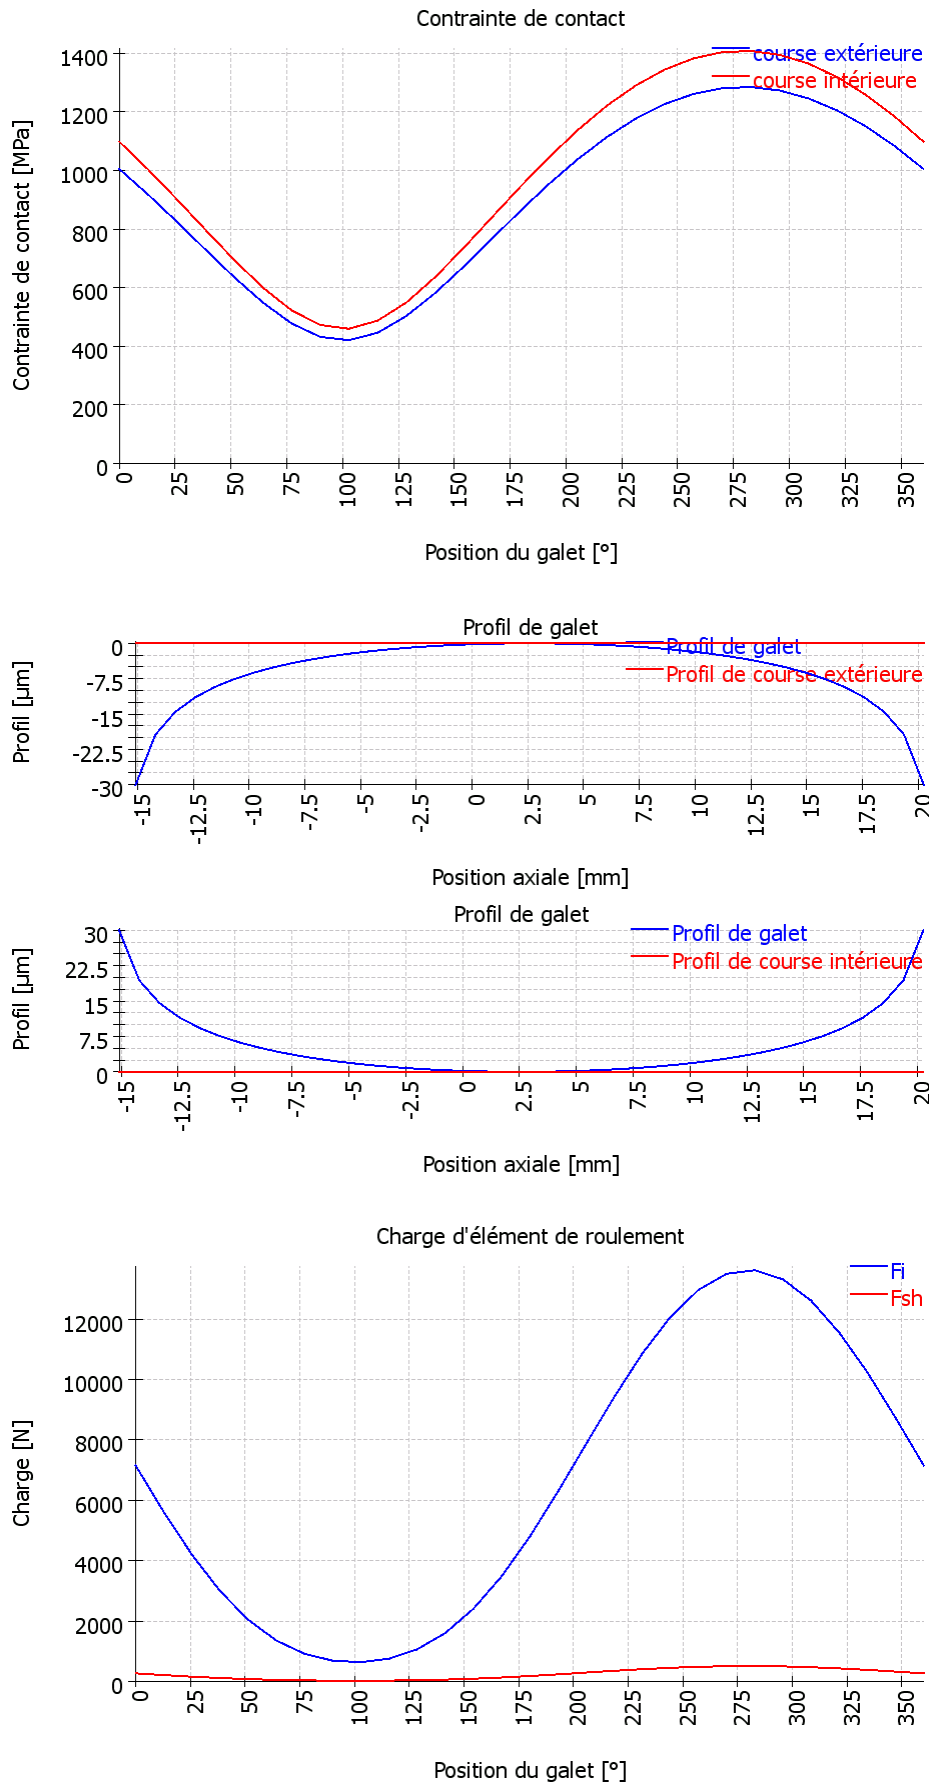 Contrainte de contact
course extérieure
course intérieure
Contrainte de contact [MPa]
1400
1200
1000
800
600
400
200
0
0 25 50 75 100 125 150 175 200 225 250 275 300 325 350
Position du galet [°]
Profil de galet
Profil de galet
Profil de course extérieure
Profil [µm]
0
-7.5
-15
-22.5
-30
-15 -12.5 -10 -7.5 -5 -2.5 0 2.5 5 7.5 10 12.5 15 17.5 20
Position axiale [mm]
Profil de galet
Profil de galet
Profil de course intérieure
Profil [µm]
30
22.5
15
7.5
0
-15 -12.5 -10 -7.5 -5 -2.5 0 2.5 5 7.5 10 12.5 15 17.5 20
Position axiale [mm]
Charge d'élément de roulement
Fi
Fsh
Charge [N]
12000
10000
8000
6000
4000
2000
0
0 25 50 75 100 125 150 175 200 225 250 275 300 325 350
Position du galet [°]